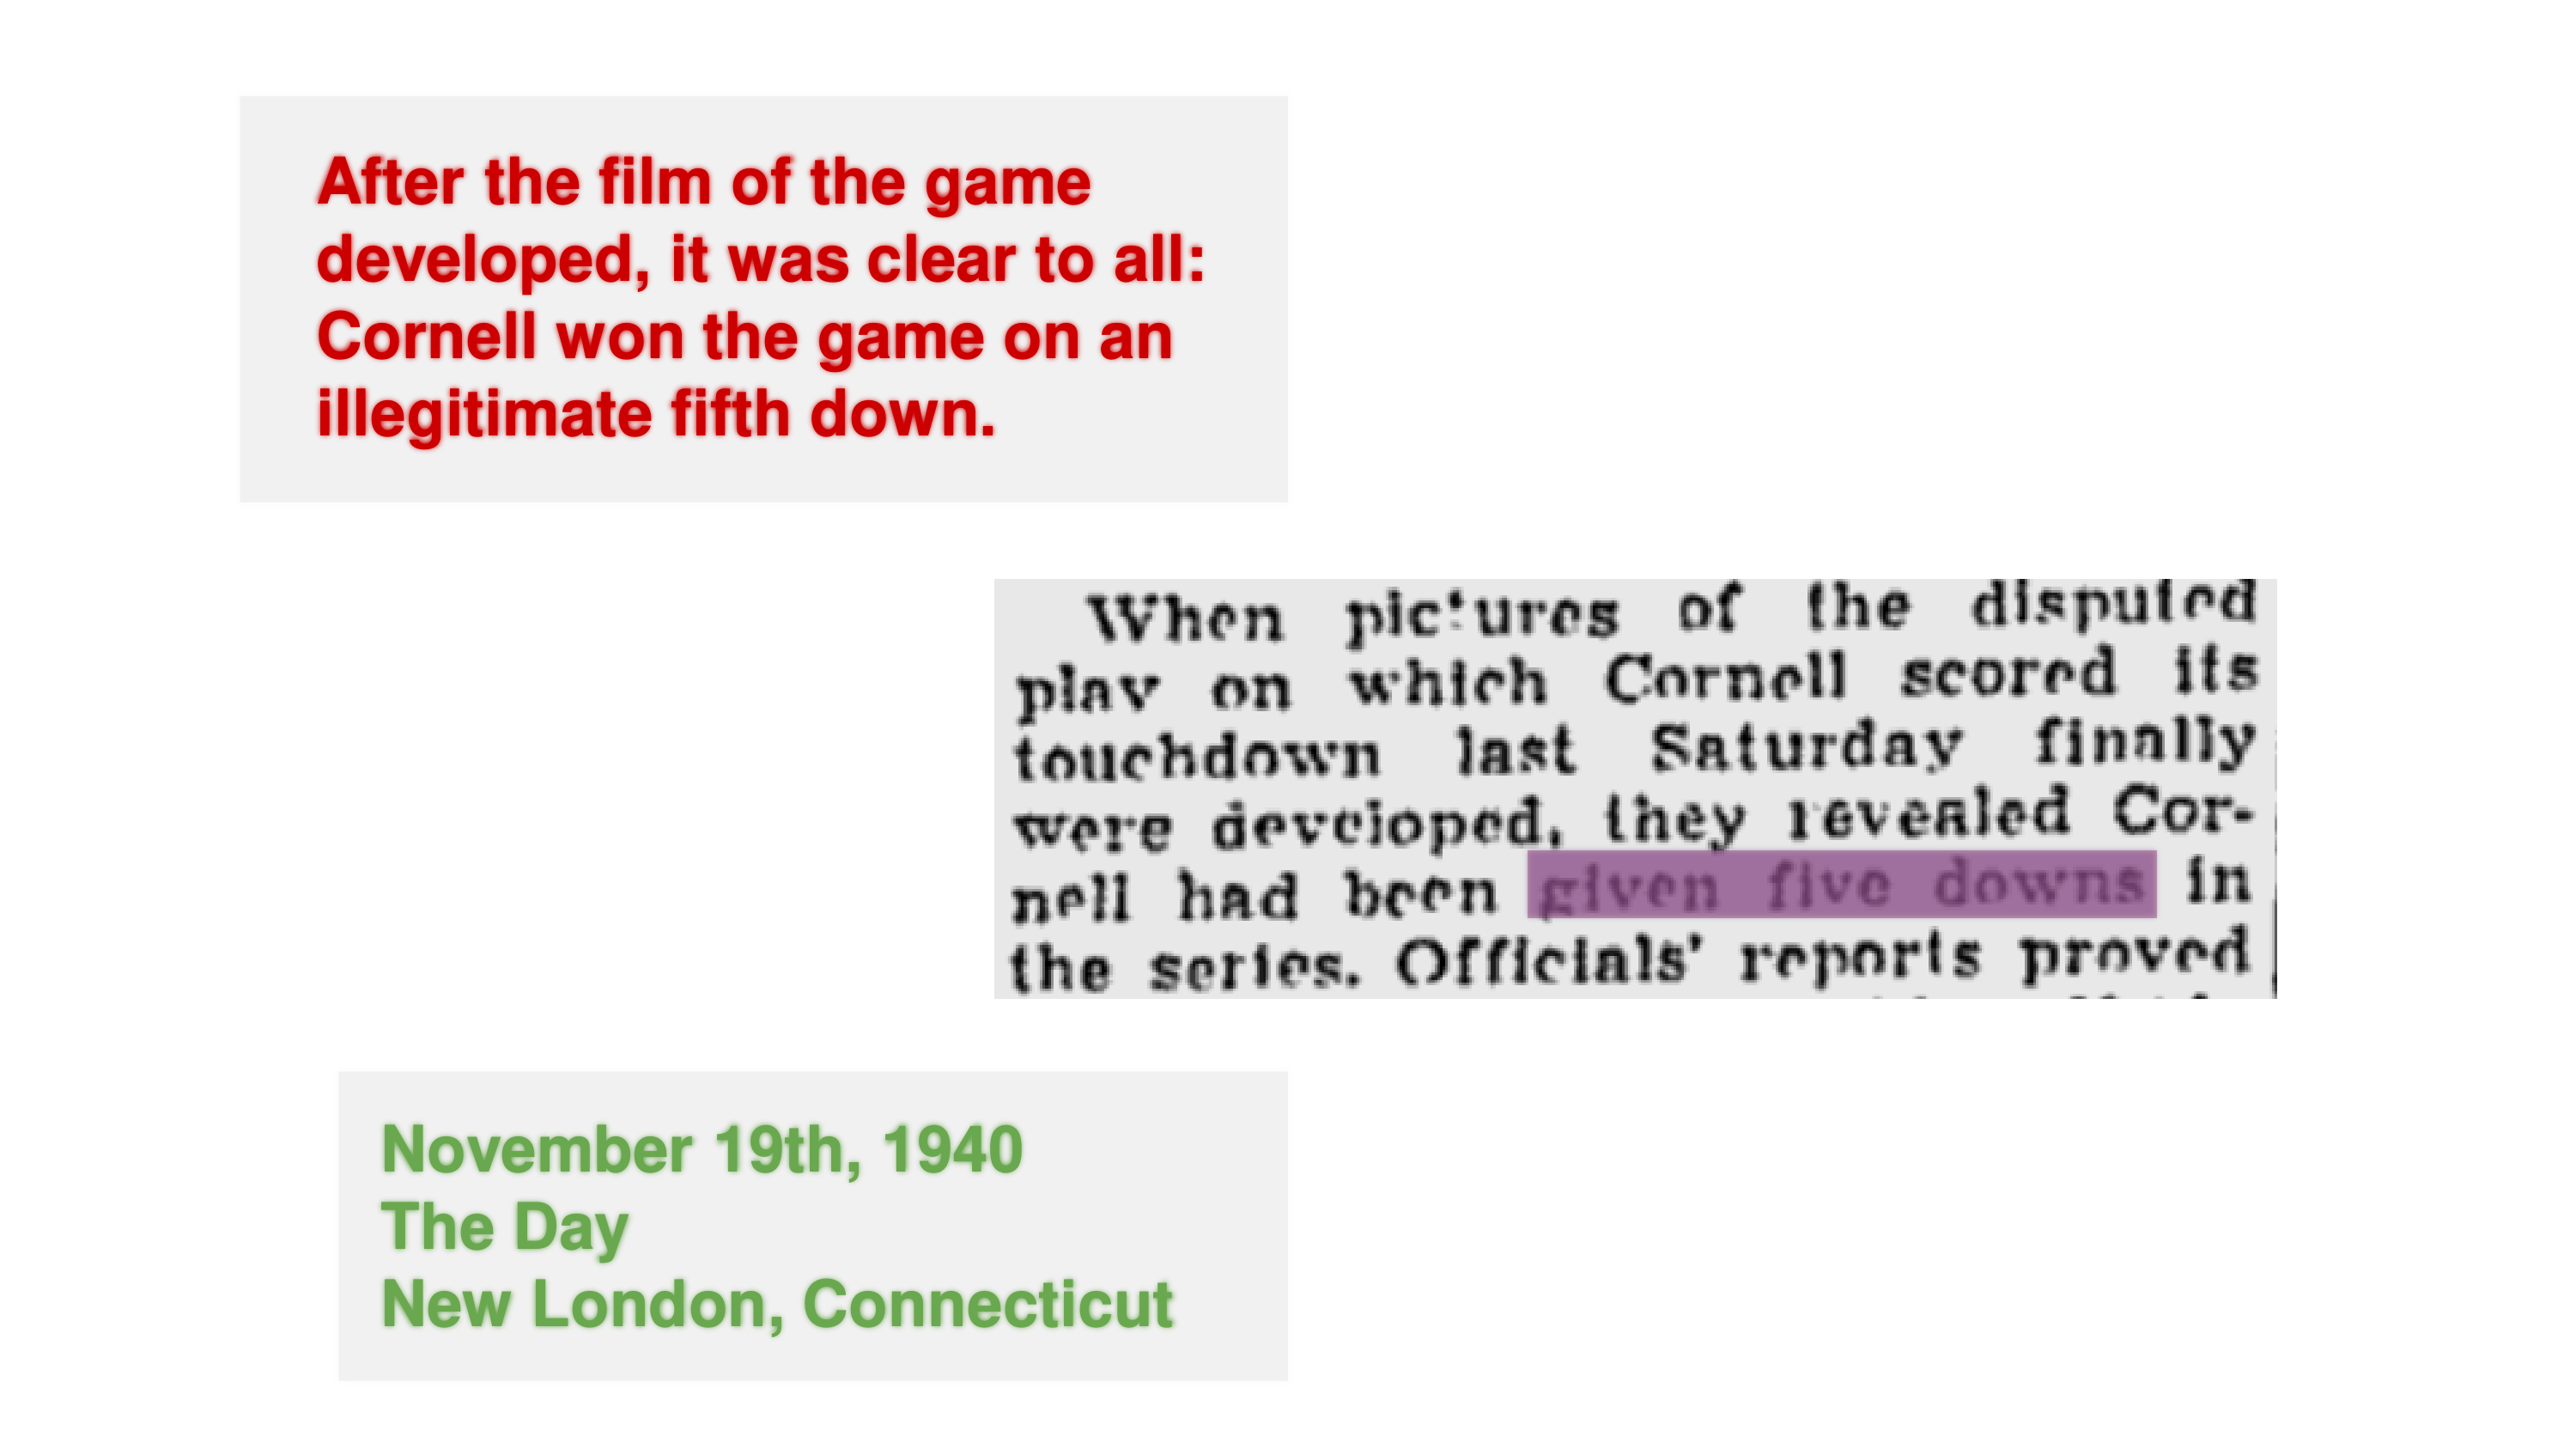 After the film of the game
developed, it was clear to all:
Cornell won the game on an
illegitimate fifth down.
When pictures of the disputed
play on which Cornell scored its
touchdown last Saturday finally
were developed, they revealed Cor-
nell had been given five downs in
the series. Officials' reports proved
November 19th, 1940
The Day
New London, Connecticut